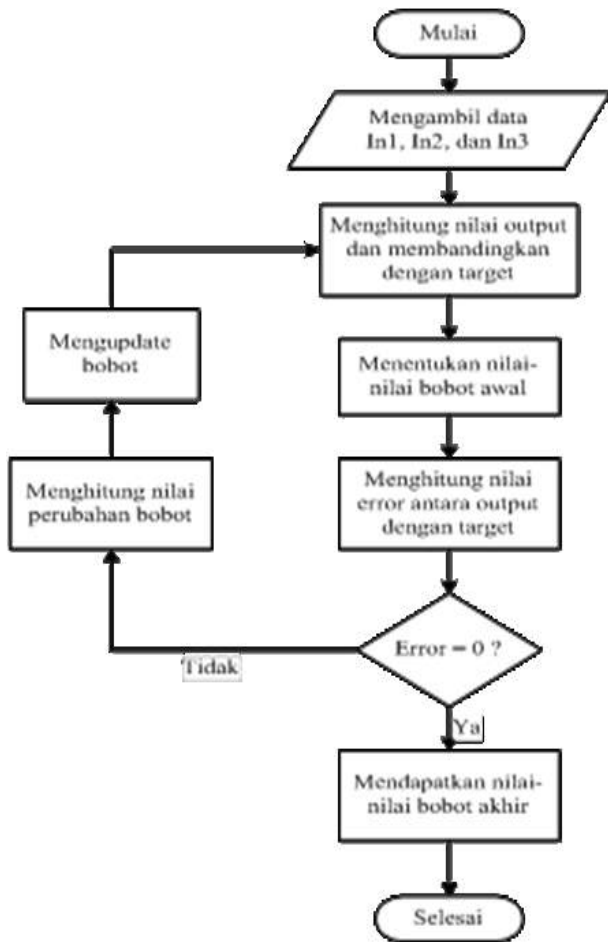 Mulai
Mengambil data
In1, In2, dan In3
Menghitung nilai output
dan membandingkan
dengan target
Mengupdate
bobot
Menentukan nilai-
nilai bobot awal
Menghitung nilai
perubahan bobot
Menghitung nilai
error antara output
dengan target
Error = 0 ?
Tidak
Ya
Mendapatkan nilai-
nilai bobot akhir
Selesai